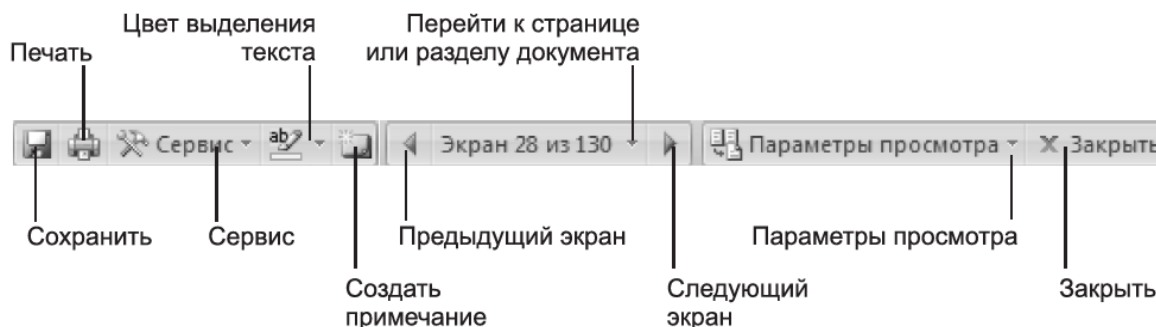 Цвет выделения
текста
Перейти к странице
или разделу документа
Печать
Сервис
ab
Экран 28 из 130
Параметры просмотра
X Закрыть
Сохранить
Сервис
Предыдущий экран
Параметры просмотра
Создать
примечание
Следующий
экран
Закрыть